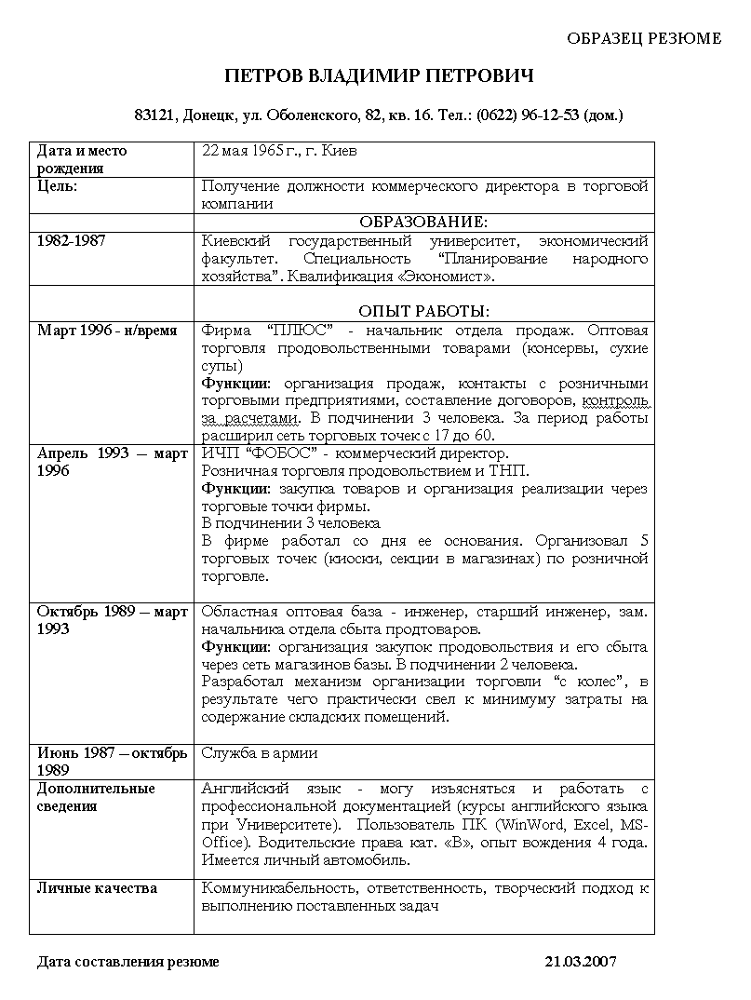 ОБРАЗЕЦ РЕЗЮМЕ
ПЕТРОВ ВЛАДИМИР ПЕТРОВИЧ
83121, Донецк, ул. Оболенского, 82, кв. 16. Тел.: (0622) 96-12-53 (дом.)
Дата и место
рождения
22 мая 1965 г., г. Киев
Цель:
Получение должности коммерческого директора в торговой
компании
ОБРАЗОВАНИЕ:
1982-1987
Киевский государственный университет, экономический
факультет. Специальность “Планирование народного
хозяйства”. Квалификация «Экономист».
ОПЫТ РАБОТЫ:
Март 1996 - н/время
Фирма “ПЛЮС” - начальник отдела продаж. Оптовая
торговля продовольственными товарами (консервы, сухие
супы)
Функции: организация продаж, контакты с розничными
торговыми предприятиями, составление договоров, контроль
за расчетами. В подчинении 3 человека. За период работы
расширил сеть торговых точек с 17 до 60.
Апрель 1993 – март
1996
ИЧП “ФОБОС” - коммерческий директор.
Розничная торговля продовольствием и ТНП.
Функции: закупка товаров и организация реализации через
торговые точки фирмы.
В подчинении 3 человека
В фирме работал со дня ее основания. Организовал 5
торговых точек (киоски, секции в магазинах) по розничной
торговле.
Октябрь 1989 – март
1993
Областная оптовая база - инженер, старший инженер, зам.
начальника отдела сбыта продтоваров.
Функции: организация закупок продовольствия и его сбыта
через сеть магазинов базы. В подчинении 2 человека.
Разработал механизм организации торговли “с колес”, в
результате чего практически свел к минимуму затраты на
содержание складских помещений.
Июнь 1987 – октябрь
1989
Служба в армии
Дополнительные
сведения
Английский язык - могу изъясняться и работать с
профессиональной документацией (курсы английского языка
при Университете). Пользователь ПК (WinWord, Excel, MS-
Office). Водительские права кат. «В», опыт вождения 4 года.
Имеется личный автомобиль.
Личные качества
Коммуникабельность, ответственность, творческий подход к
выполнению поставленных задач
Дата составления резюме 21.03.2007